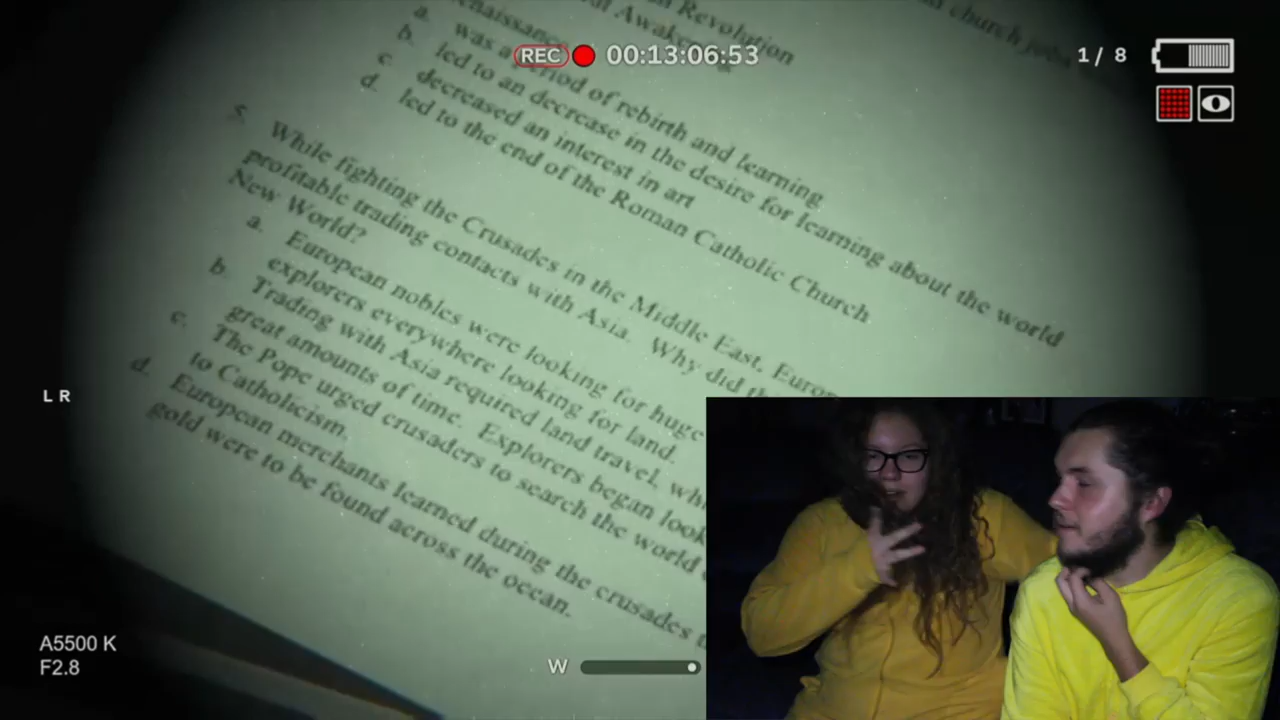 Revolution
church jobs
Renaissance
a. was a period of rebirth and learning
b. led to an decrease in the desire for learning about the world
c. decreased an interest in art
d. led to the end of the Roman Catholic Church
5. While fighting the Crusades in the Middle East,
profitable trading contacts with Asia. Why did
New World?
a. European nobles were looking for huge
explorers everywhere looking for land.
b. Trading with Asia required land travel,
great amounts of time. Explorers began
c. The Pope urged crusaders to search the world
to Catholicism.
d. European merchants learned during the crusades
gold were to be found across the ocean.
REC 00:13:06:53
1 / 8
L R
A5500 K
F2.8
W